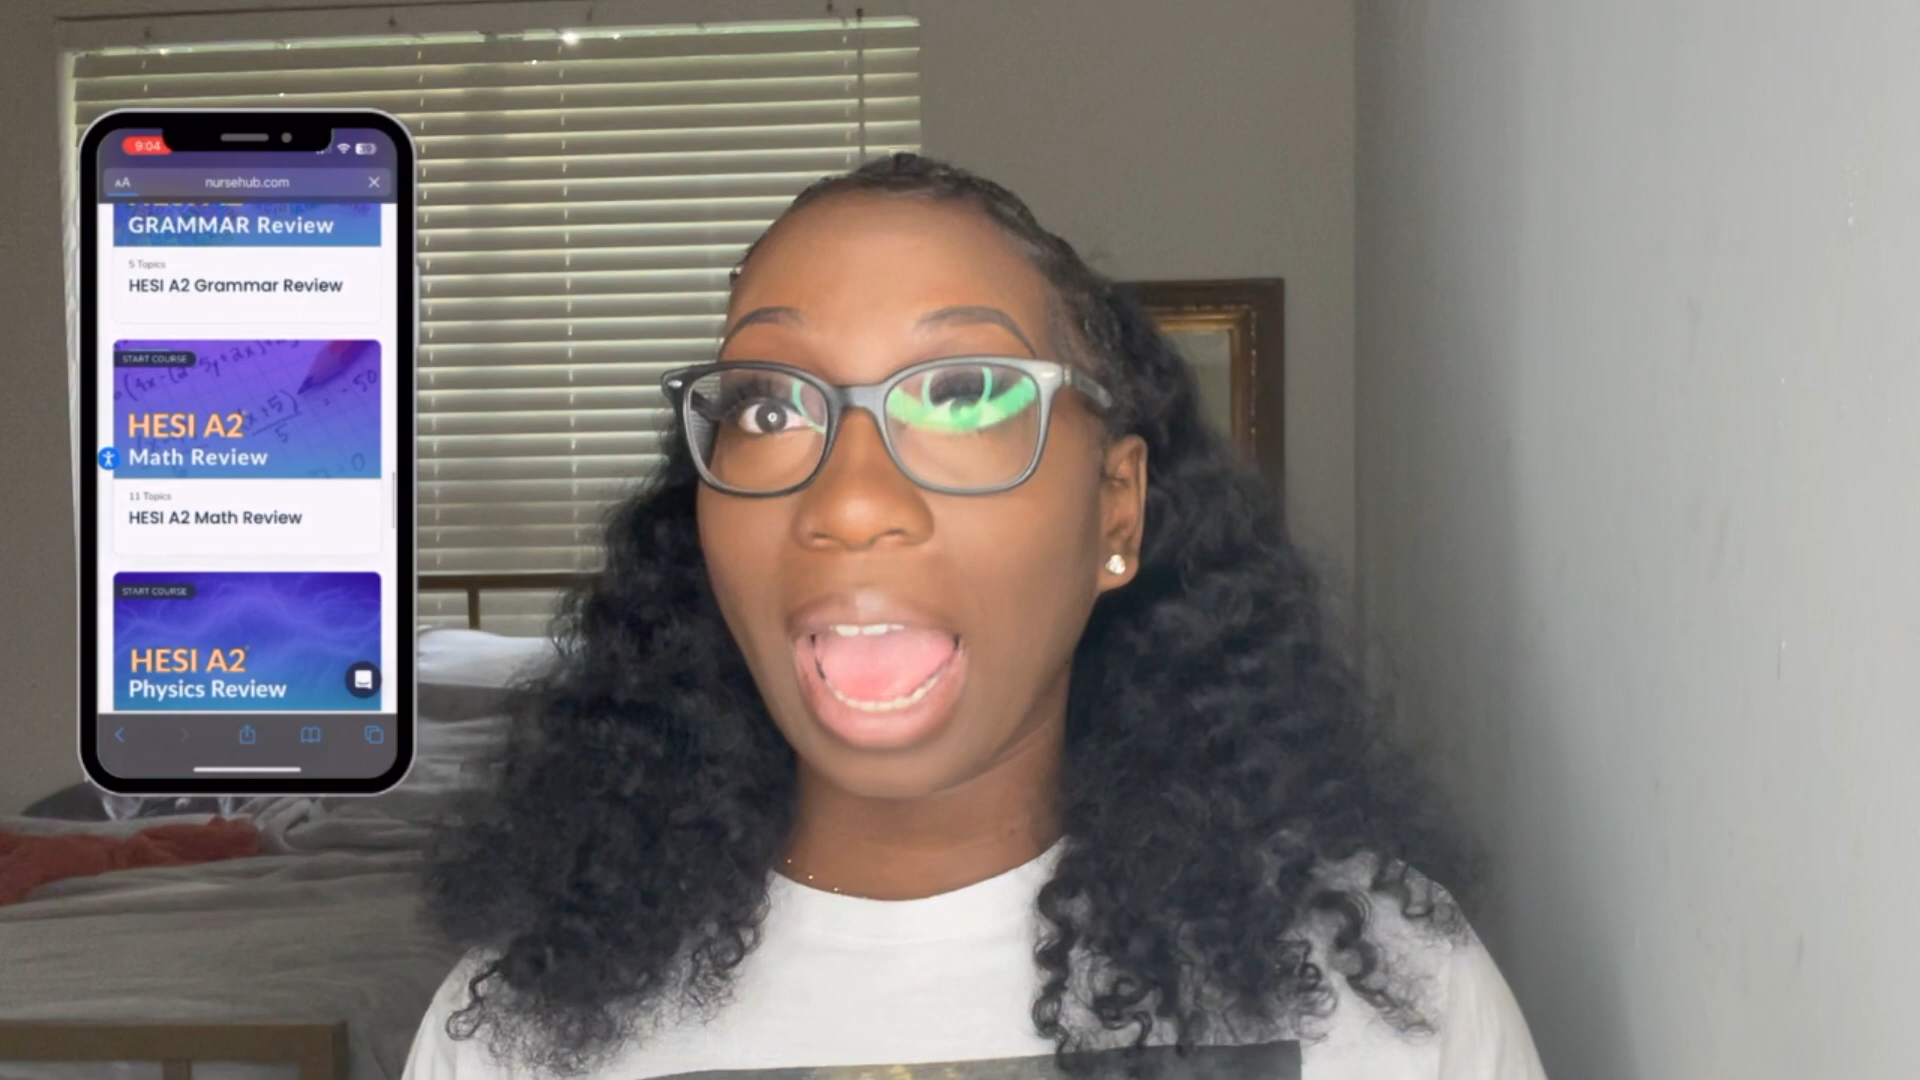 9:04
AA
nursehub.com
GRAMMAR Review
5 Topics
HESI A2 Grammar Review
START COURSE
HESI A2
Math Review
11 Topics
HESI A2 Math Review
START COURSE
HESI A2
Physics Review